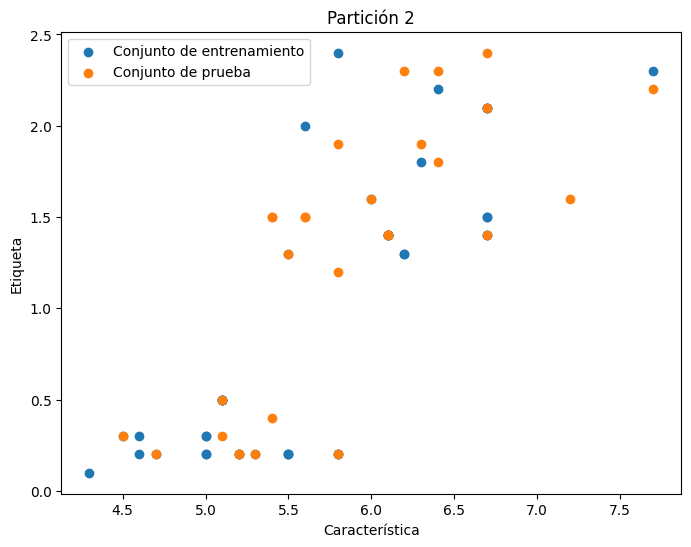 Partición 2
Conjunto de entrenamiento
Conjunto de prueba
Etiqueta
2.5
2.0
1.5
1.0
0.5
0.0
4.5 5.0 5.5 6.0 6.5 7.0 7.5
Característica